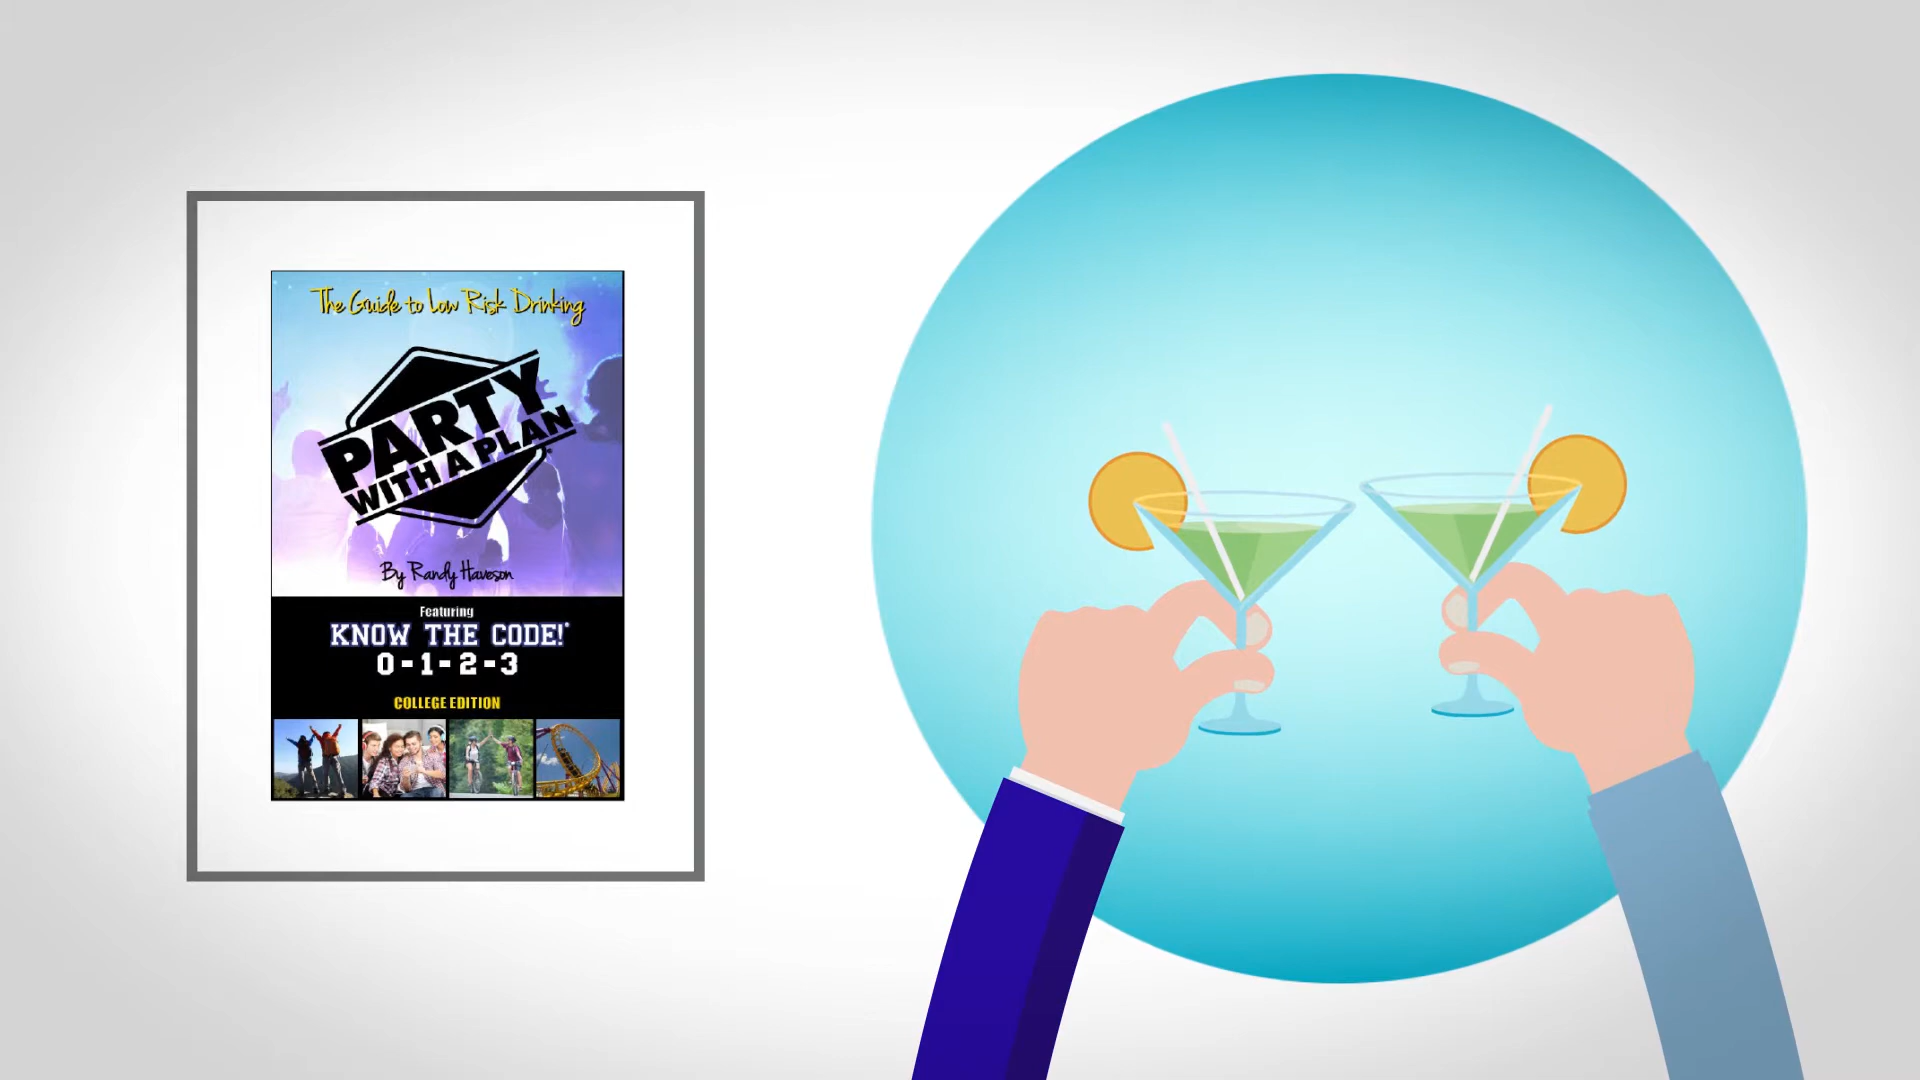 The Guide to Low Risk Drinking
PARTY
WITH A PLAN
By Randy Haveson
Featuring
KNOW THE CODE!
0-1-2-3
COLLEGE EDITION